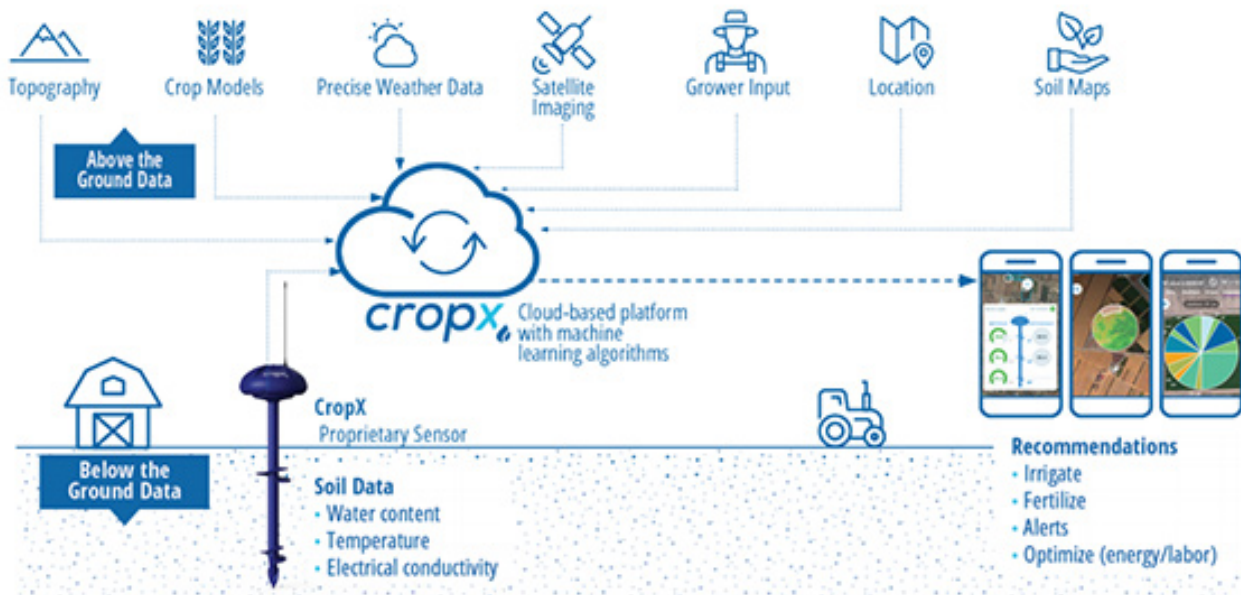 Topography
Crop Models
Precise Weather Data
Satellite
Imaging
Grower Input
Location
Soil Maps
Above the
Ground Data
cropx
Cloud-based platform
with machine
learning algorithms
CropX
Proprietary Sensor
Below the
Ground Data
Soil Data
• Water content
• Temperature
• Electrical conductivity
Recommendations
• Irrigate
• Fertilize
• Alerts
• Optimize (energy/labor)